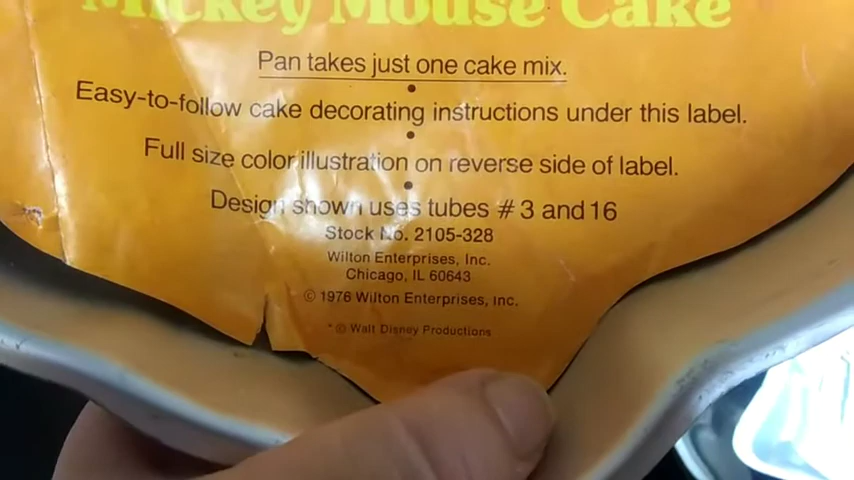 Mickey Mouse Cake
Pan takes just one cake mix.
•
Easy-to-follow cake decorating instructions under this label.
•
Full size color illustration on reverse side of label.
•
Design shown uses tubes # 3 and 16
Stock No. 2105-328
Wilton Enterprises, Inc.
Chicago, IL 60643
© 1976 Wilton Enterprises, Inc.
*© Walt Disney Productions